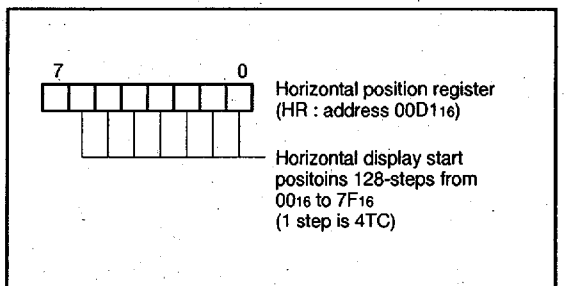 7 0
Horizontal position register
(HR : address 00D116)
Horizontal display start
positoins 128-steps from
0016 to 7F16
(1 step is 4TC)